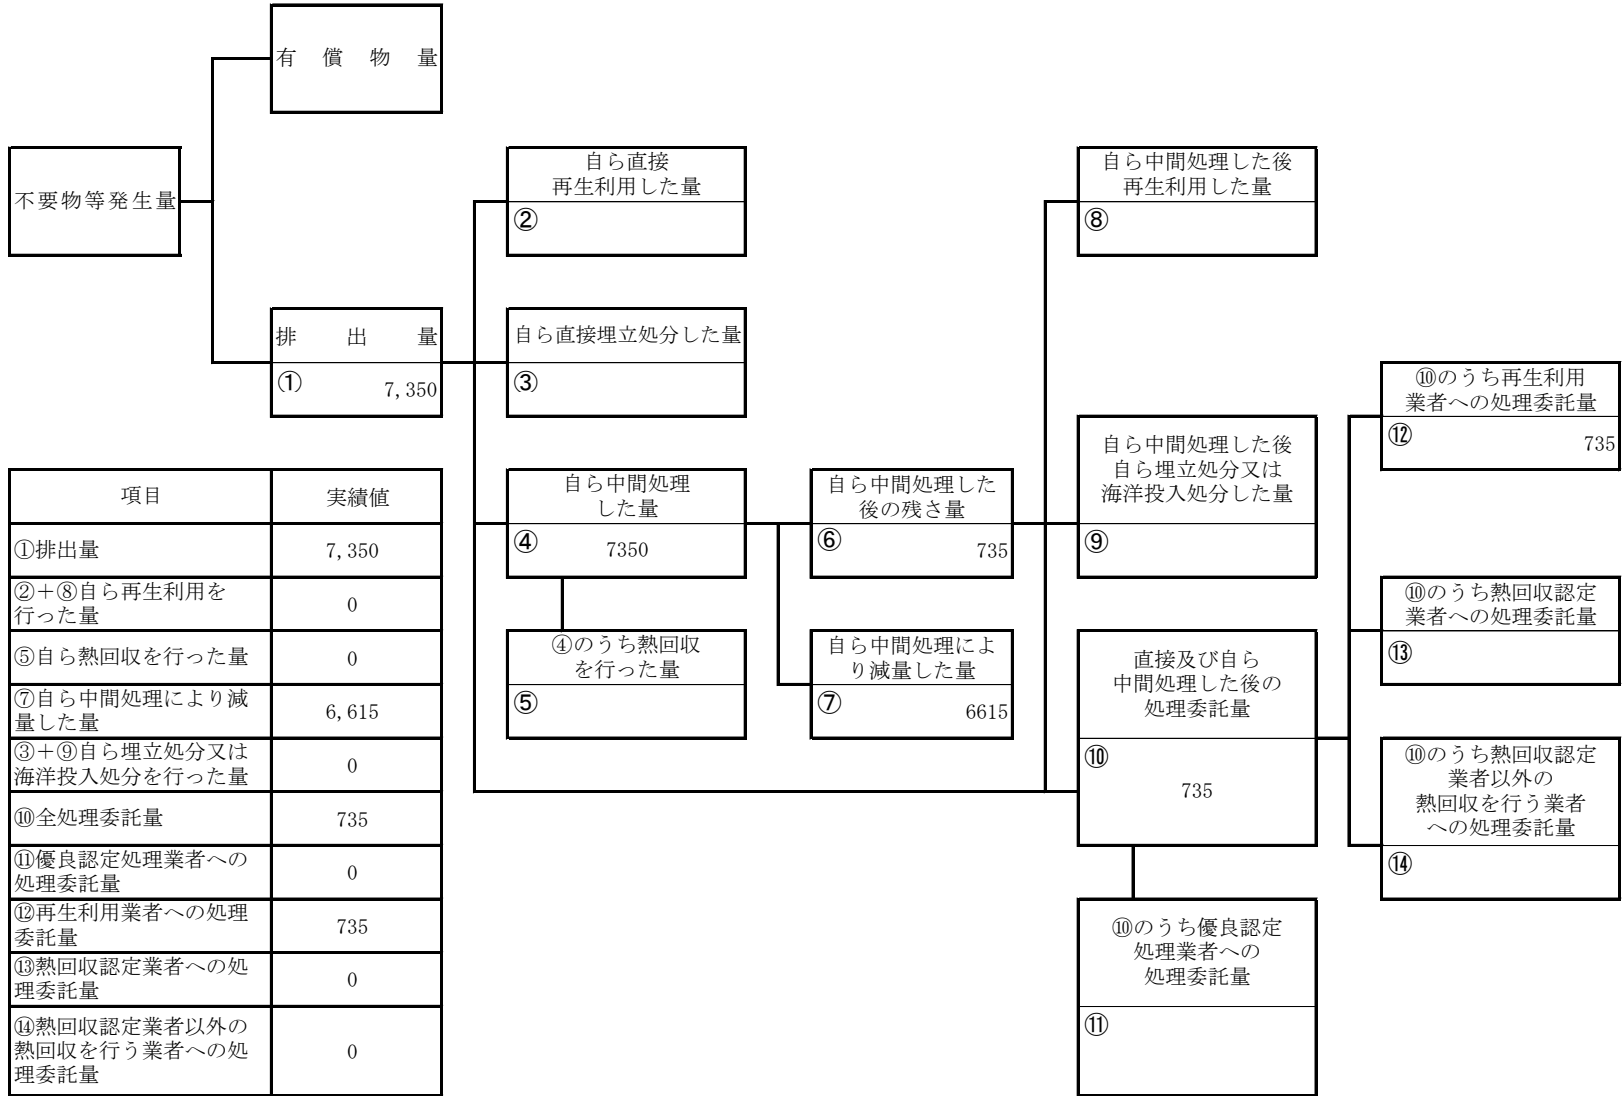 有償物量
不要物等発生量
排出量
① 7,350
自ら直接
再生利用した量
②
自ら直接埋立処分した量
③
自ら中間処理
した量
④ 7350
④のうち熱回収
を行った量
⑤
自ら中間処理した
後の残さ量
⑥ 735
自ら中間処理によ
り減量した量
⑦ 6615
自ら中間処理した後
再生利用した量
⑧
自ら中間処理した後
自ら埋立処分又は
海洋投入処分した量
⑨
直接及び自ら
中間処理した後の
処理委託量
⑩
735
⑩のうち優良認定
処理業者への
処理委託量
⑪
⑩のうち再生利用
業者への処理委託量
⑫ 735
⑩のうち熱回収認定
業者への処理委託量
⑬
⑩のうち熱回収認定
業者以外の
熱回収を行う業者
への処理委託量
⑭
項目 実績値
①排出量 7,350
②+⑧自ら再生利用を
行った量 0
⑤自ら熱回収を行った量 0
⑦自ら中間処理により減
量した量 6,615
③+⑨自ら埋立処分又は
海洋投入処分を行った量 0
⑩全処理委託量 735
⑪優良認定処理業者への
処理委託量 0
⑫再生利用業者への処理
委託量 735
⑬熱回収認定業者への処
理委託量 0
⑭熱回収認定業者以外の
熱回収を行う業者への処
理委託量 0